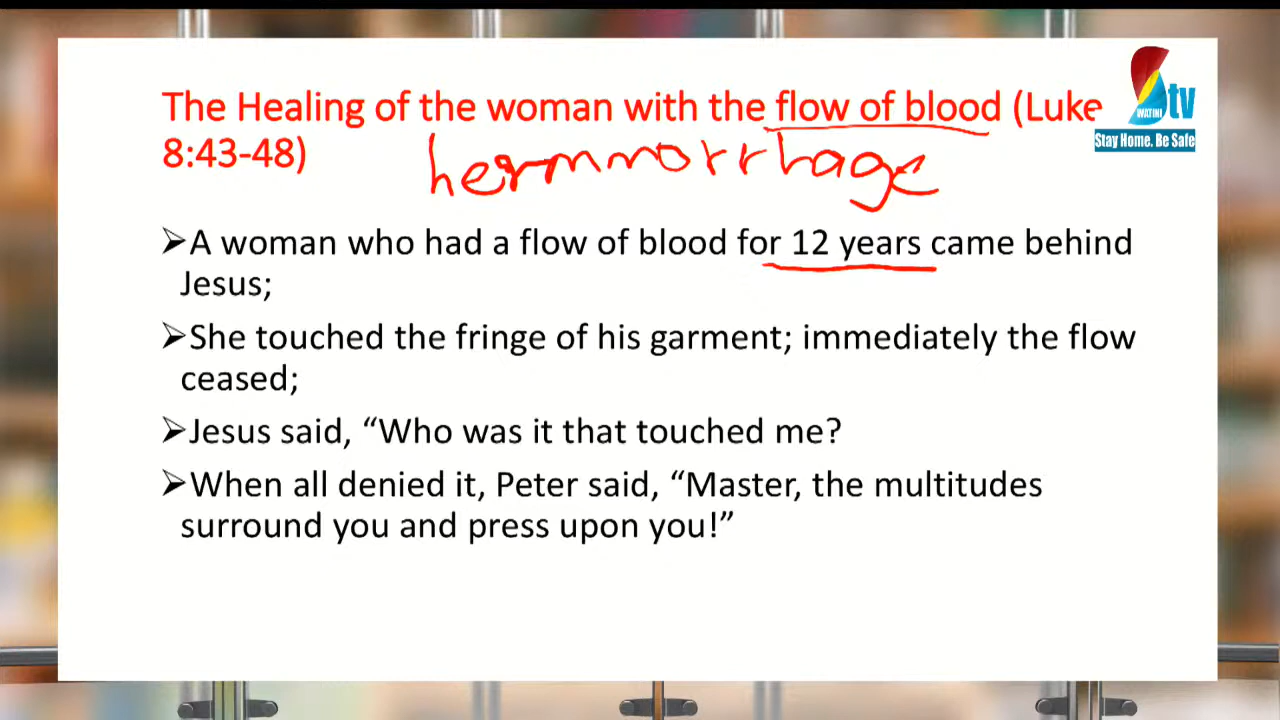 The Healing of the woman with the flow of blood (Luke
8:43-48)
hermmorrhage
➢A woman who had a flow of blood for 12 years came behind
Jesus;
➢She touched the fringe of his garment; immediately the flow
ceased;
➢Jesus said, “Who was it that touched me?
➢When all denied it, Peter said, “Master, the multitudes
surround you and press upon you!”
tv
Stay Home. Be Safe